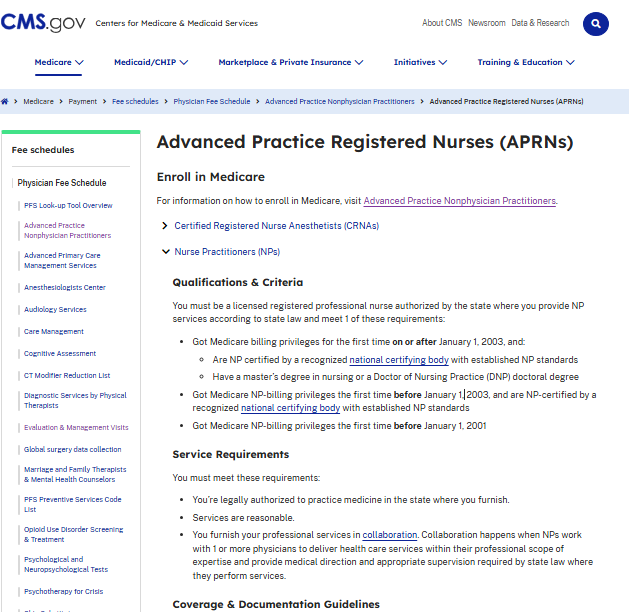 CMS.gov Centers for Medicare & Medicaid Services
About CMS Newsroom Data & Research
Medicare Medicaid/CHIP Marketplace & Private Insurance Initiatives Training & Education
Medicare > Payment > Fee schedules > Physician Fee Schedule > Advanced Practice Nonphysician Practitioners > Advanced Practice Registered Nurses (APRNs)
Fee schedules
Physician Fee Schedule
PFS Look-up Tool Overview
Advanced Practice
Nonphysician Practitioners
Advanced Primary Care
Management Services
Anesthesiologists Center
Audiology Services
Care Management
Cognitive Assessment
CT Modifier Reduction List
Diagnostic Services by Physical
Therapists
Evaluation & Management Visits
Global surgery data collection
Marriage and Family Therapists
& Mental Health Counselors
PFS Preventive Services Code
List
Opioid Use Disorder Screening
& Treatment
Psychological and
Neuropsychological Tests
Psychotherapy for Crisis
Advanced Practice Registered Nurses (APRNs)
Enroll in Medicare
For information on how to enroll in Medicare, visit Advanced Practice Nonphysician Practitioners.
Certified Registered Nurse Anesthetists (CRNAs)
Nurse Practitioners (NPs)
Qualifications & Criteria
You must be a licensed registered professional nurse authorized by the state where you provide NP
services according to state law and meet 1 of these requirements:
• Got Medicare billing privileges for the first time on or after January 1, 2003, and:
◦ Are NP certified by a recognized national certifying body with established NP standards
◦ Have a master's degree in nursing or a Doctor of Nursing Practice (DNP) doctoral degree
• Got Medicare NP-billing privileges the first time before January 1, 2003, and are NP-certified by a
recognized national certifying body with established NP standards
• Got Medicare NP-billing privileges the first time before January 1, 2001
Service Requirements
You must meet these requirements:
• You're legally authorized to practice medicine in the state where you furnish.
• Services are reasonable.
• You furnish your professional services in collaboration. Collaboration happens when NPs work
with 1 or more physicians to deliver health care services within their professional scope of
expertise and provide medical direction and appropriate supervision required by state law where
they perform services.
Coverage & Documentation Guidelines